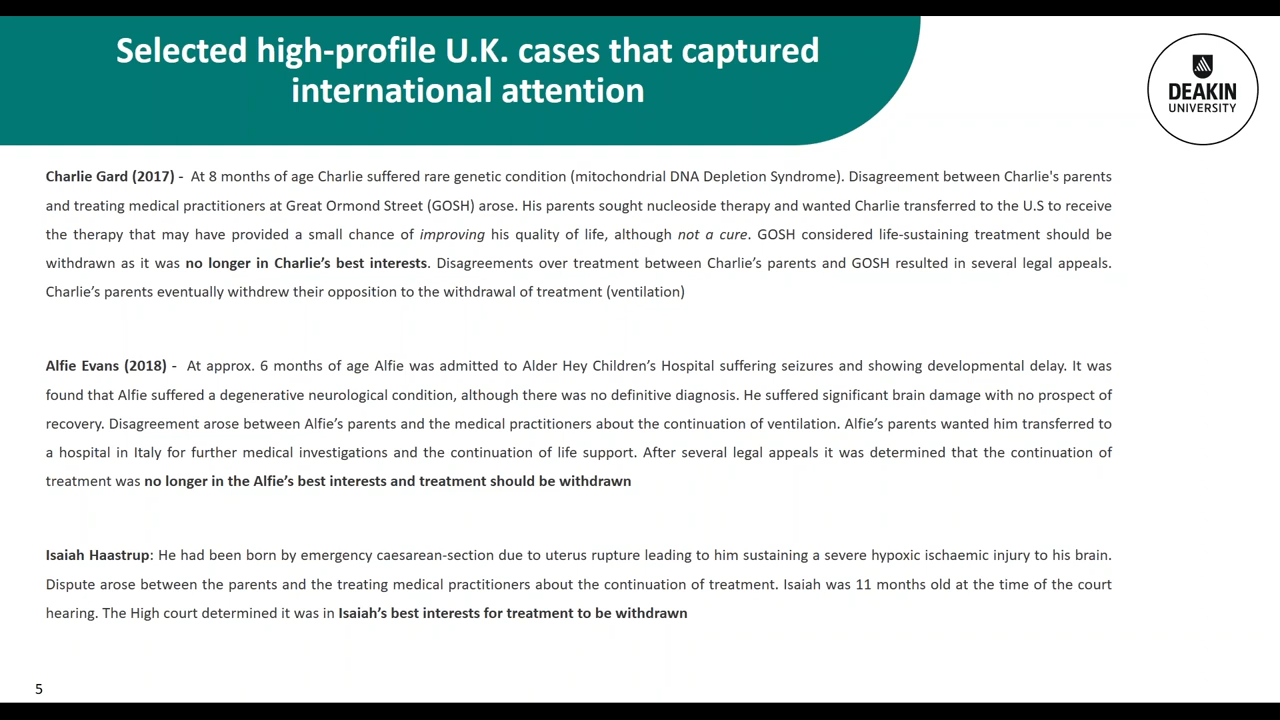 Selected high-profile U.K. cases that captured
international attention
DEAKIN
UNIVERSITY
Charlie Gard (2017) - At 8 months of age Charlie suffered rare genetic condition (mitochondrial DNA Depletion Syndrome). Disagreement between Charlie's parents
and treating medical practitioners at Great Ormond Street (GOSH) arose. His parents sought nucleoside therapy and wanted Charlie transferred to the U.S to receive
the therapy that may have provided a small chance of improving his quality of life, although not a cure. GOSH considered life-sustaining treatment should be
withdrawn as it was no longer in Charlie’s best interests. Disagreements over treatment between Charlie’s parents and GOSH resulted in several legal appeals.
Charlie’s parents eventually withdrew their opposition to the withdrawal of treatment (ventilation)
Alfie Evans (2018) - At approx. 6 months of age Alfie was admitted to Alder Hey Children’s Hospital suffering seizures and showing developmental delay. It was
found that Alfie suffered a degenerative neurological condition, although there was no definitive diagnosis. He suffered significant brain damage with no prospect of
recovery. Disagreement arose between Alfie’s parents and the medical practitioners about the continuation of ventilation. Alfie’s parents wanted him transferred to
a hospital in Italy for further medical investigations and the continuation of life support. After several legal appeals it was determined that the continuation of
treatment was no longer in the Alfie’s best interests and treatment should be withdrawn
Isaiah Haastrup: He had been born by emergency caesarean-section due to uterus rupture leading to him sustaining a severe hypoxic ischaemic injury to his brain.
Dispute arose between the parents and the treating medical practitioners about the continuation of treatment. Isaiah was 11 months old at the time of the court
hearing. The High court determined it was in Isaiah’s best interests for treatment to be withdrawn
5